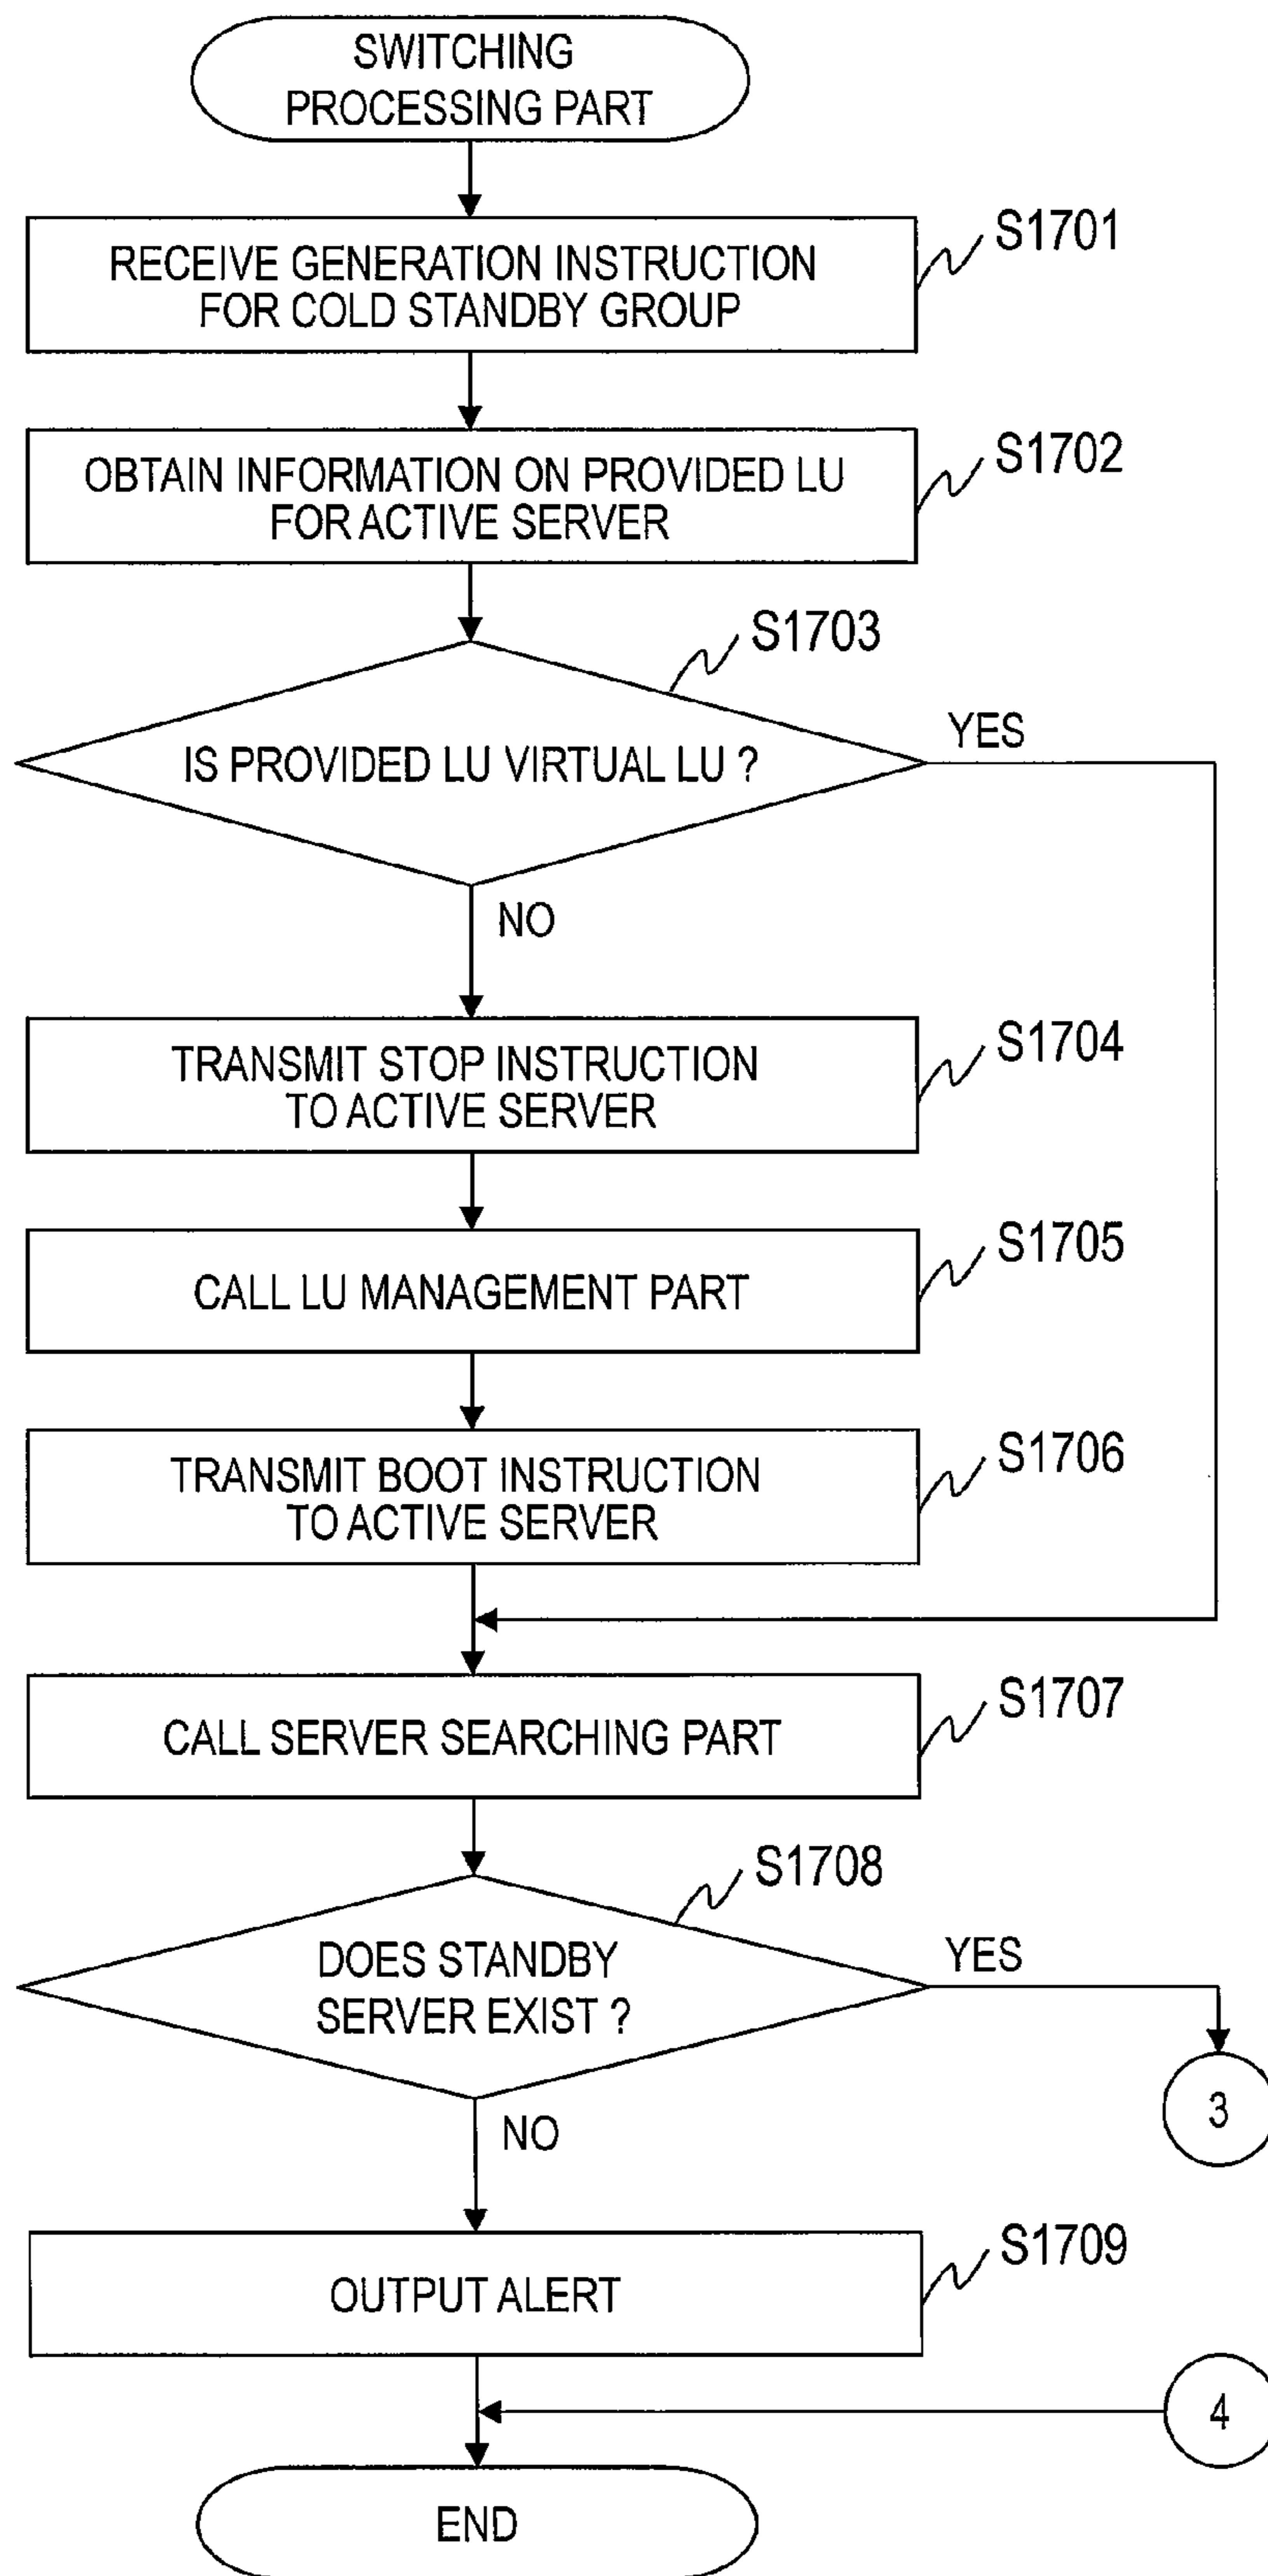 SWITCHING
PROCESSING PART
RECEIVE GENERATION INSTRUCTION
FOR COLD STANDBY GROUP
S1701
OBTAIN INFORMATION ON PROVIDED LU
FOR ACTIVE SERVER
S1702
S1703
IS PROVIDED LU VIRTUAL LU ?
YES
NO
TRANSMIT STOP INSTRUCTION
TO ACTIVE SERVER
S1704
CALL LU MANAGEMENT PART
S1705
TRANSMIT BOOT INSTRUCTION
TO ACTIVE SERVER
S1706
CALL SERVER SEARCHING PART
S1707
S1708
DOES STANDBY
SERVER EXIST ?
YES
3
NO
OUTPUT ALERT
S1709
4
END